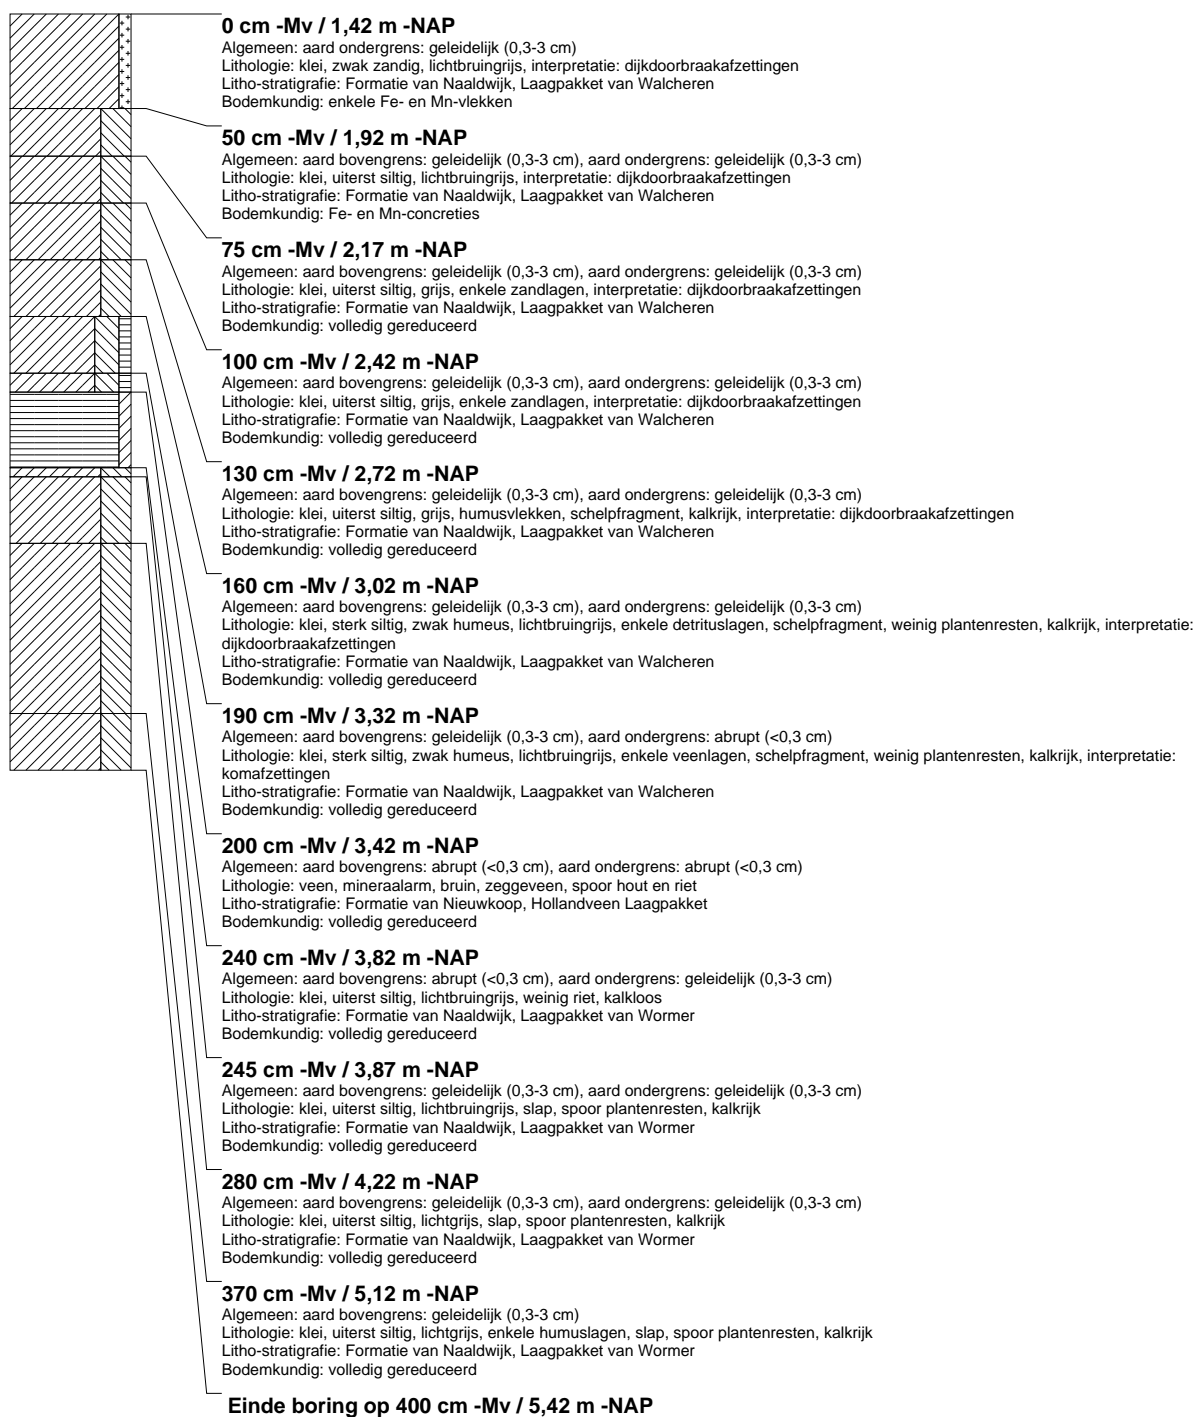 0 cm -Mv / 1,42 m -NAP
Algemeen: aard ondergrens: geleidelijk (0,3-3 cm)
Lithologie: klei, zwak zandig, lichtbruingrijs, interpretatie: dijkdoorbraakafzettingen
Litho-stratigrafie: Formatie van Naaldwijk, Laagpakket van Walcheren
Bodemkundig: enkele Fe- en Mn-vlekken
50 cm -Mv / 1,92 m -NAP
Algemeen: aard bovengrens: geleidelijk (0,3-3 cm), aard ondergrens: geleidelijk (0,3-3 cm)
Lithologie: klei, uiterst siltig, lichtbruingrijs, interpretatie: dijkdoorbraakafzettingen
Litho-stratigrafie: Formatie van Naaldwijk, Laagpakket van Walcheren
Bodemkundig: Fe- en Mn-concreties
75 cm -Mv / 2,17 m -NAP
Algemeen: aard bovengrens: geleidelijk (0,3-3 cm), aard ondergrens: geleidelijk (0,3-3 cm)
Lithologie: klei, uiterst siltig, grijs, enkele zandlagen, interpretatie: dijkdoorbraakafzettingen
Litho-stratigrafie: Formatie van Naaldwijk, Laagpakket van Walcheren
Bodemkundig: volledig gereduceerd
100 cm -Mv / 2,42 m -NAP
Algemeen: aard bovengrens: geleidelijk (0,3-3 cm), aard ondergrens: geleidelijk (0,3-3 cm)
Lithologie: klei, uiterst siltig, grijs, enkele zandlagen, interpretatie: dijkdoorbraakafzettingen
Litho-stratigrafie: Formatie van Naaldwijk, Laagpakket van Walcheren
Bodemkundig: volledig gereduceerd
130 cm -Mv / 2,72 m -NAP
Algemeen: aard bovengrens: geleidelijk (0,3-3 cm), aard ondergrens: geleidelijk (0,3-3 cm)
Lithologie: klei, uiterst siltig, grijs, humusvlekken, schelpfragment, kalkrijk, interpretatie: dijkdoorbraakafzettingen
Litho-stratigrafie: Formatie van Naaldwijk, Laagpakket van Walcheren
Bodemkundig: volledig gereduceerd
160 cm -Mv / 3,02 m -NAP
Algemeen: aard bovengrens: geleidelijk (0,3-3 cm), aard ondergrens: geleidelijk (0,3-3 cm)
Lithologie: klei, sterk siltig, zwak humeus, lichtbruingrijs, enkele detrituslagen, schelpfragment, weinig plantenresten, kalkrijk, interpretatie:
dijkdoorbraakafzettingen
Litho-stratigrafie: Formatie van Naaldwijk, Laagpakket van Walcheren
Bodemkundig: volledig gereduceerd
190 cm -Mv / 3,32 m -NAP
Algemeen: aard bovengrens: geleidelijk (0,3-3 cm), aard ondergrens: abrupt (<0,3 cm)
Lithologie: klei, sterk siltig, zwak humeus, lichtbruingrijs, enkele veenlagen, schelpfragment, weinig plantenresten, kalkrijk, interpretatie:
komafzettingen
Litho-stratigrafie: Formatie van Naaldwijk, Laagpakket van Walcheren
Bodemkundig: volledig gereduceerd
200 cm -Mv / 3,42 m -NAP
Algemeen: aard bovengrens: abrupt (<0,3 cm), aard ondergrens: abrupt (<0,3 cm)
Lithologie: veen, mineraalarm, bruin, zeggeveen, spoor hout en riet
Litho-stratigrafie: Formatie van Nieuwkoop, Hollandveen Laagpakket
Bodemkundig: volledig gereduceerd
240 cm -Mv / 3,82 m -NAP
Algemeen: aard bovengrens: abrupt (<0,3 cm), aard ondergrens: geleidelijk (0,3-3 cm)
Lithologie: klei, uiterst siltig, lichtbruingrijs, weinig riet, kalkloos
Litho-stratigrafie: Formatie van Naaldwijk, Laagpakket van Wormer
Bodemkundig: volledig gereduceerd
245 cm -Mv / 3,87 m -NAP
Algemeen: aard bovengrens: geleidelijk (0,3-3 cm), aard ondergrens: geleidelijk (0,3-3 cm)
Lithologie: klei, uiterst siltig, lichtbruingrijs, slap, spoor plantenresten, kalkrijk
Litho-stratigrafie: Formatie van Naaldwijk, Laagpakket van Wormer
Bodemkundig: volledig gereduceerd
280 cm -Mv / 4,22 m -NAP
Algemeen: aard bovengrens: geleidelijk (0,3-3 cm), aard ondergrens: geleidelijk (0,3-3 cm)
Lithologie: klei, uiterst siltig, lichtgrijs, slap, spoor plantenresten, kalkrijk
Litho-stratigrafie: Formatie van Naaldwijk, Laagpakket van Wormer
Bodemkundig: volledig gereduceerd
370 cm -Mv / 5,12 m -NAP
Algemeen: aard bovengrens: geleidelijk (0,3-3 cm)
Lithologie: klei, uiterst siltig, lichtgrijs, enkele humuslagen, slap, spoor plantenresten, kalkrijk
Litho-stratigrafie: Formatie van Naaldwijk, Laagpakket van Wormer
Bodemkundig: volledig gereduceerd
Einde boring op 400 cm -Mv / 5,42 m -NAP